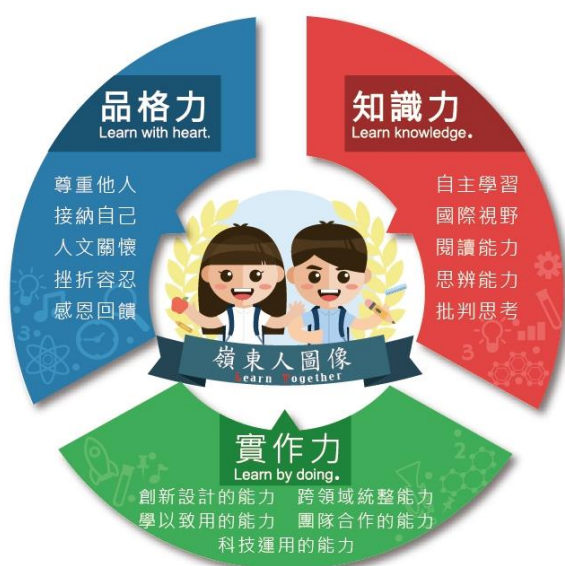 品格力
Learn with heart.
尊重他人
接納自己
人文關懷
挫折容忍
感恩回饋
知識力
Learn knowledge.
自主學習
國際視野
閱讀能力
思辨能力
批判思考
嶺東人圖像
Learn Together
實作力
Learn by doing.
創新設計的能力 跨領域統整能力
學以致用的能力 團隊合作的能力
科技運用的能力